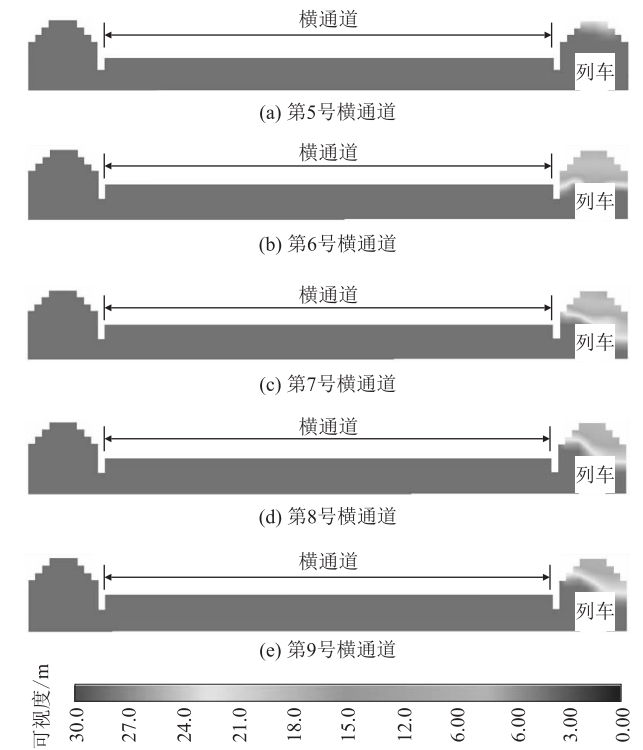 横通道
列车
(a) 第5号横通道
横通道
列车
(b) 第6号横通道
横通道
列车
(c) 第7号横通道
横通道
列车
(d) 第8号横通道
横通道
列车
(e) 第9号横通道
可视度/m
30.0
27.0
24.0
21.0
18.0
15.0
12.0
6.00
6.00
3.00
0.00